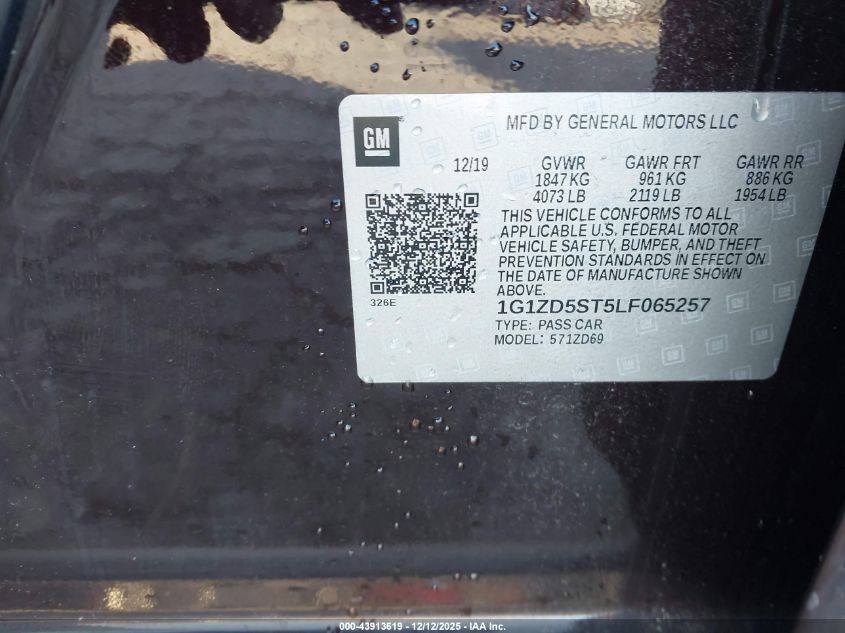 GM
MFD BY GENERAL MOTORS LLC
12/19 GVWR GAWR FRT GAWR RR
1847 KG 961 KG 886 KG
4073 LB 2119 LB 1954 LB
THIS VEHICLE CONFORMS TO ALL
APPLICABLE U.S. FEDERAL MOTOR
VEHICLE SAFETY, BUMPER, AND THEFT
PREVENTION STANDARDS IN EFFECT ON
THE DATE OF MANUFACTURE SHOWN
ABOVE.
326E
1G1ZD5ST5LF065257
TYPE: PASS CAR
MODEL: 571ZD69
000-43913619 - 12/12/2025 - IAA Inc.